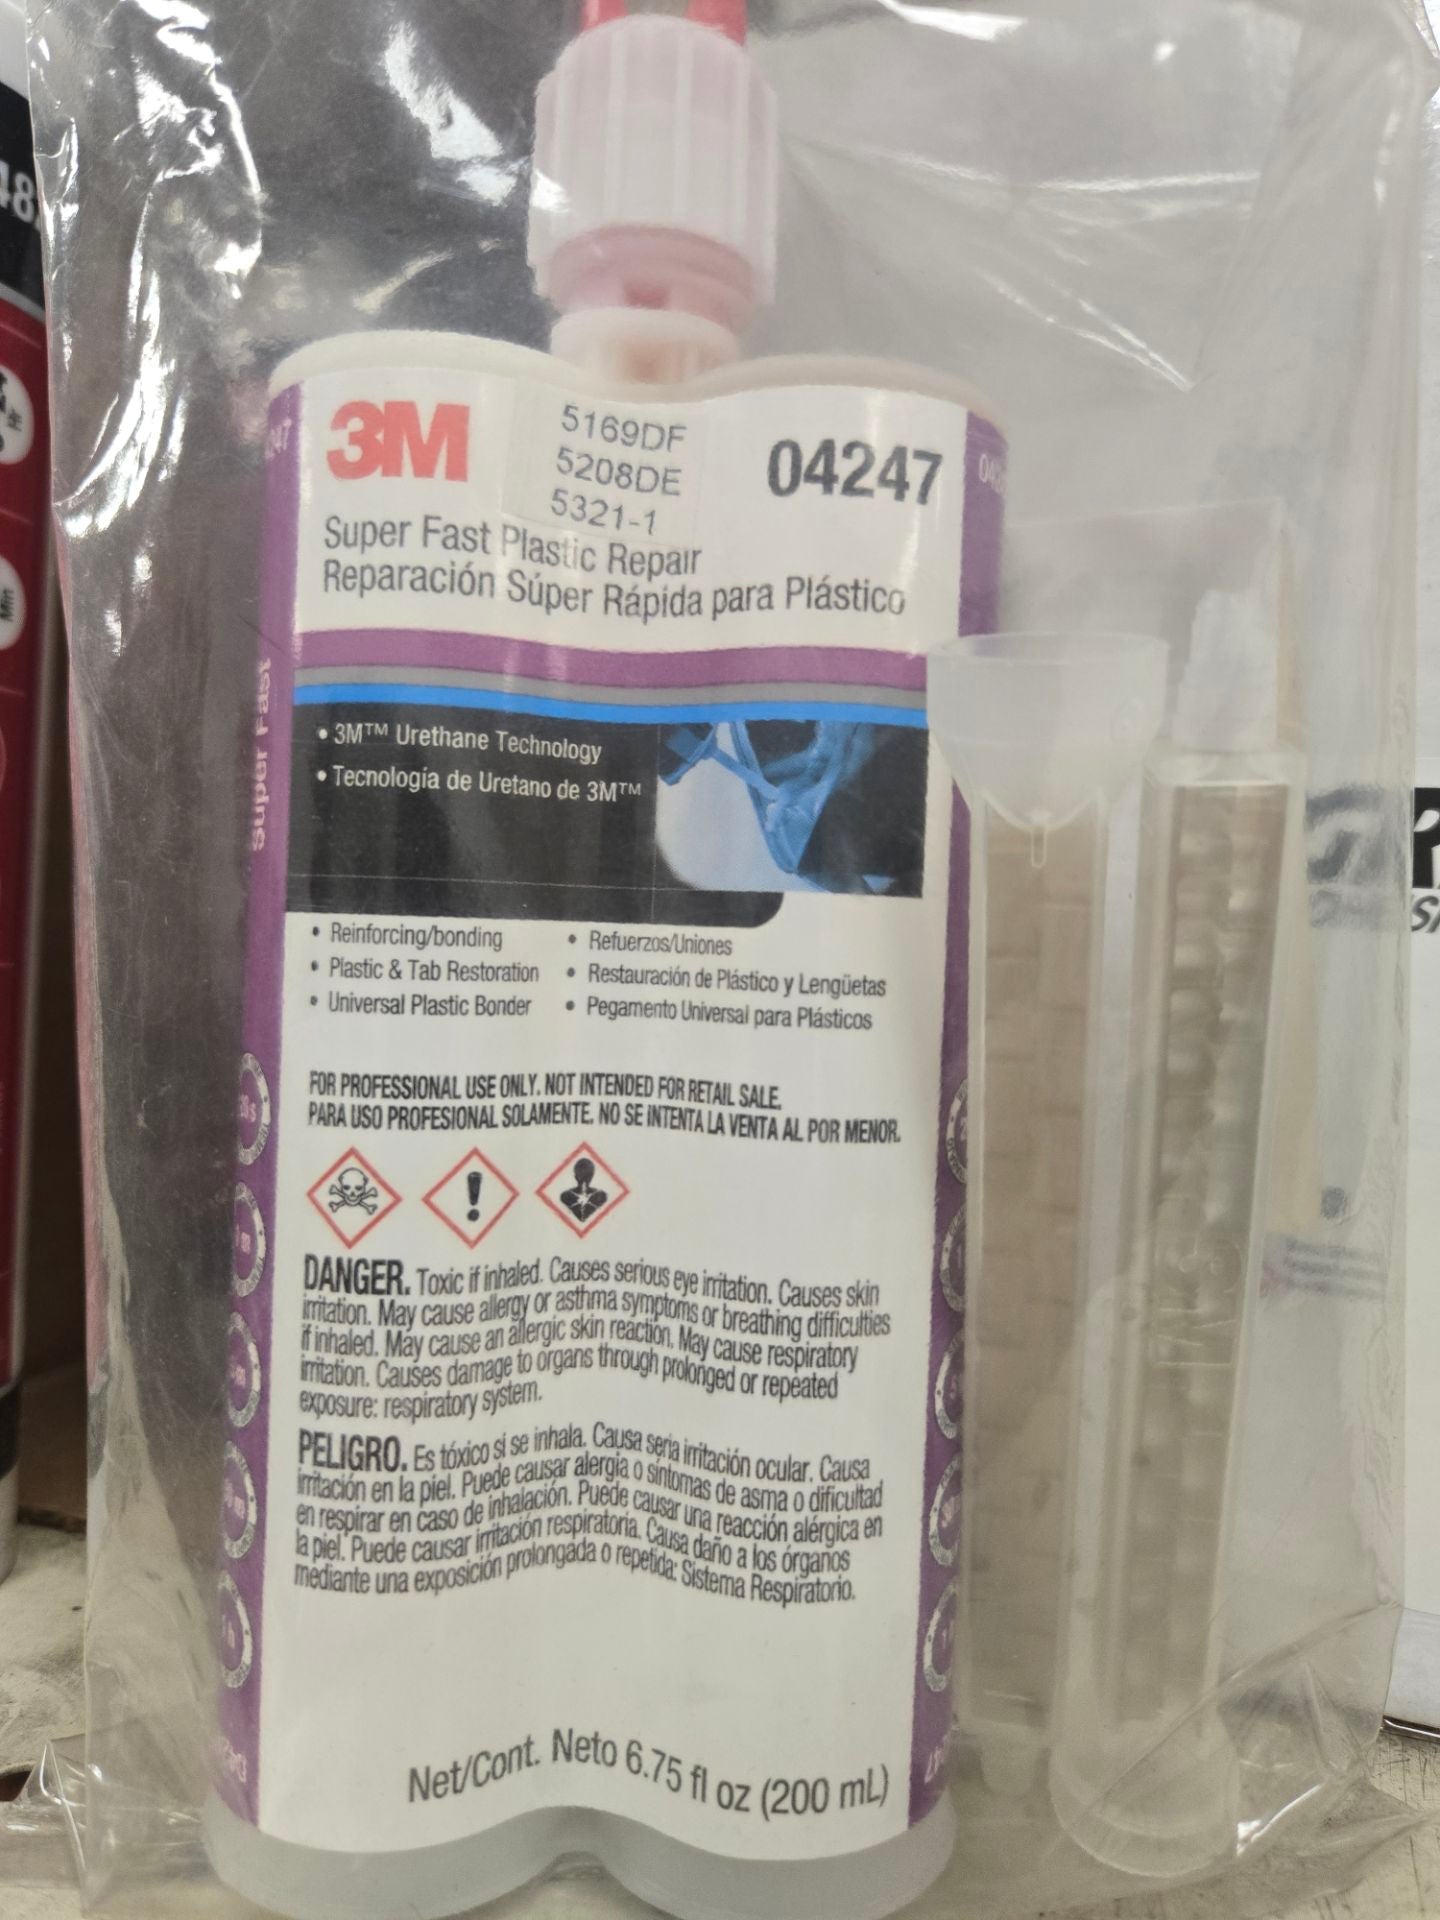 3M
5169DF
5208DE
5321-1
04247
Super Fast Plastic Repair
Reparación Súper Rápida para Plástico
super Fast
• 3M™ Urethane Technology
• Tecnología de Uretano de 3M™
• Reinforcing/bonding
• Plastic & Tab Restoration
• Universal Plastic Bonder
• Refuerzos/Uniones
• Restauración de Plástico y Lengüetas
• Pegamento Universal para Plásticos
FOR PROFESSIONAL USE ONLY. NOT INTENDED FOR RETAIL SALE.
PARA USO PROFESIONAL SOLAMENTE. NO SE INTENTA LA VENTA AL POR MENOR.
DANGER. Toxic if inhaled. Causes serious eye irritation. Causes skin
irritation. May cause allergy or asthma symptoms or breathing difficulties
if inhaled. May cause an allergic skin reaction. May cause respiratory
irritation. Causes damage to organs through prolonged or repeated
exposure: respiratory system.
PELIGRO. Es tóxico si se inhala. Causa seria irritación ocular. Causa
irritación en la piel. Puede causar alergia o síntomas de asma o dificultad
en respirar en caso de inhalación. Puede causar una reacción alérgica en
la piel. Puede causar irritación respiratoria. Causa daño a los órganos
mediante una exposición prolongada o repetida: Sistema Respiratorio.
Net/Cont. Neto 6.75 fl oz (200 mL)
Min